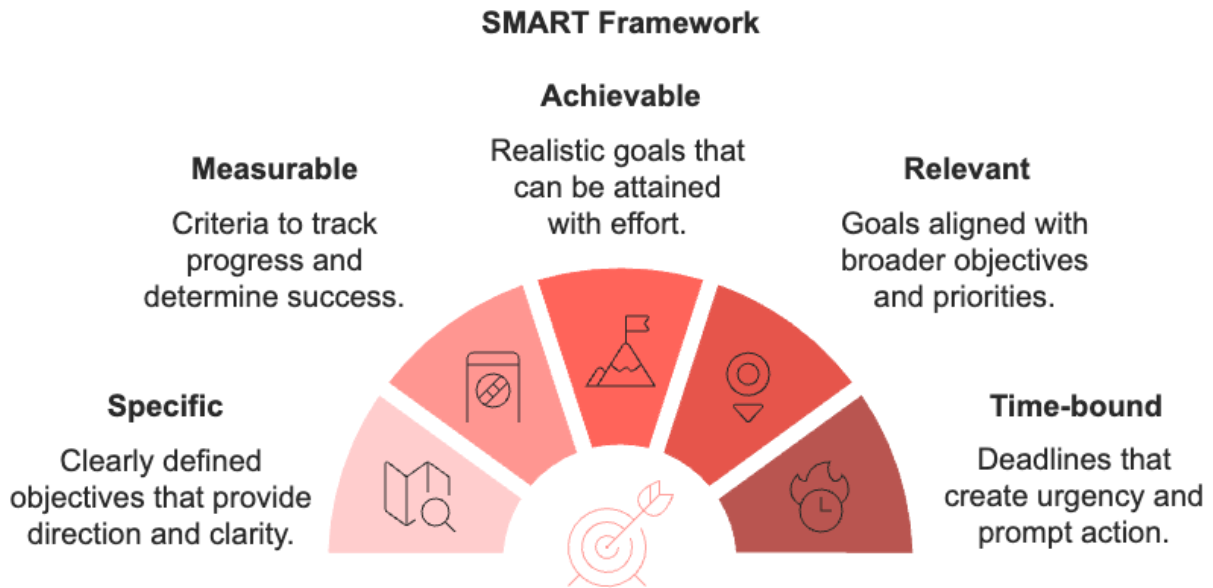 SMART Framework
Specific
Clearly defined
objectives that provide
direction and clarity.
Measurable
Criteria to track
progress and
determine success.
Achievable
Realistic goals that
can be attained
with effort.
Relevant
Goals aligned with
broader objectives
and priorities.
Time-bound
Deadlines that
create urgency and
prompt action.